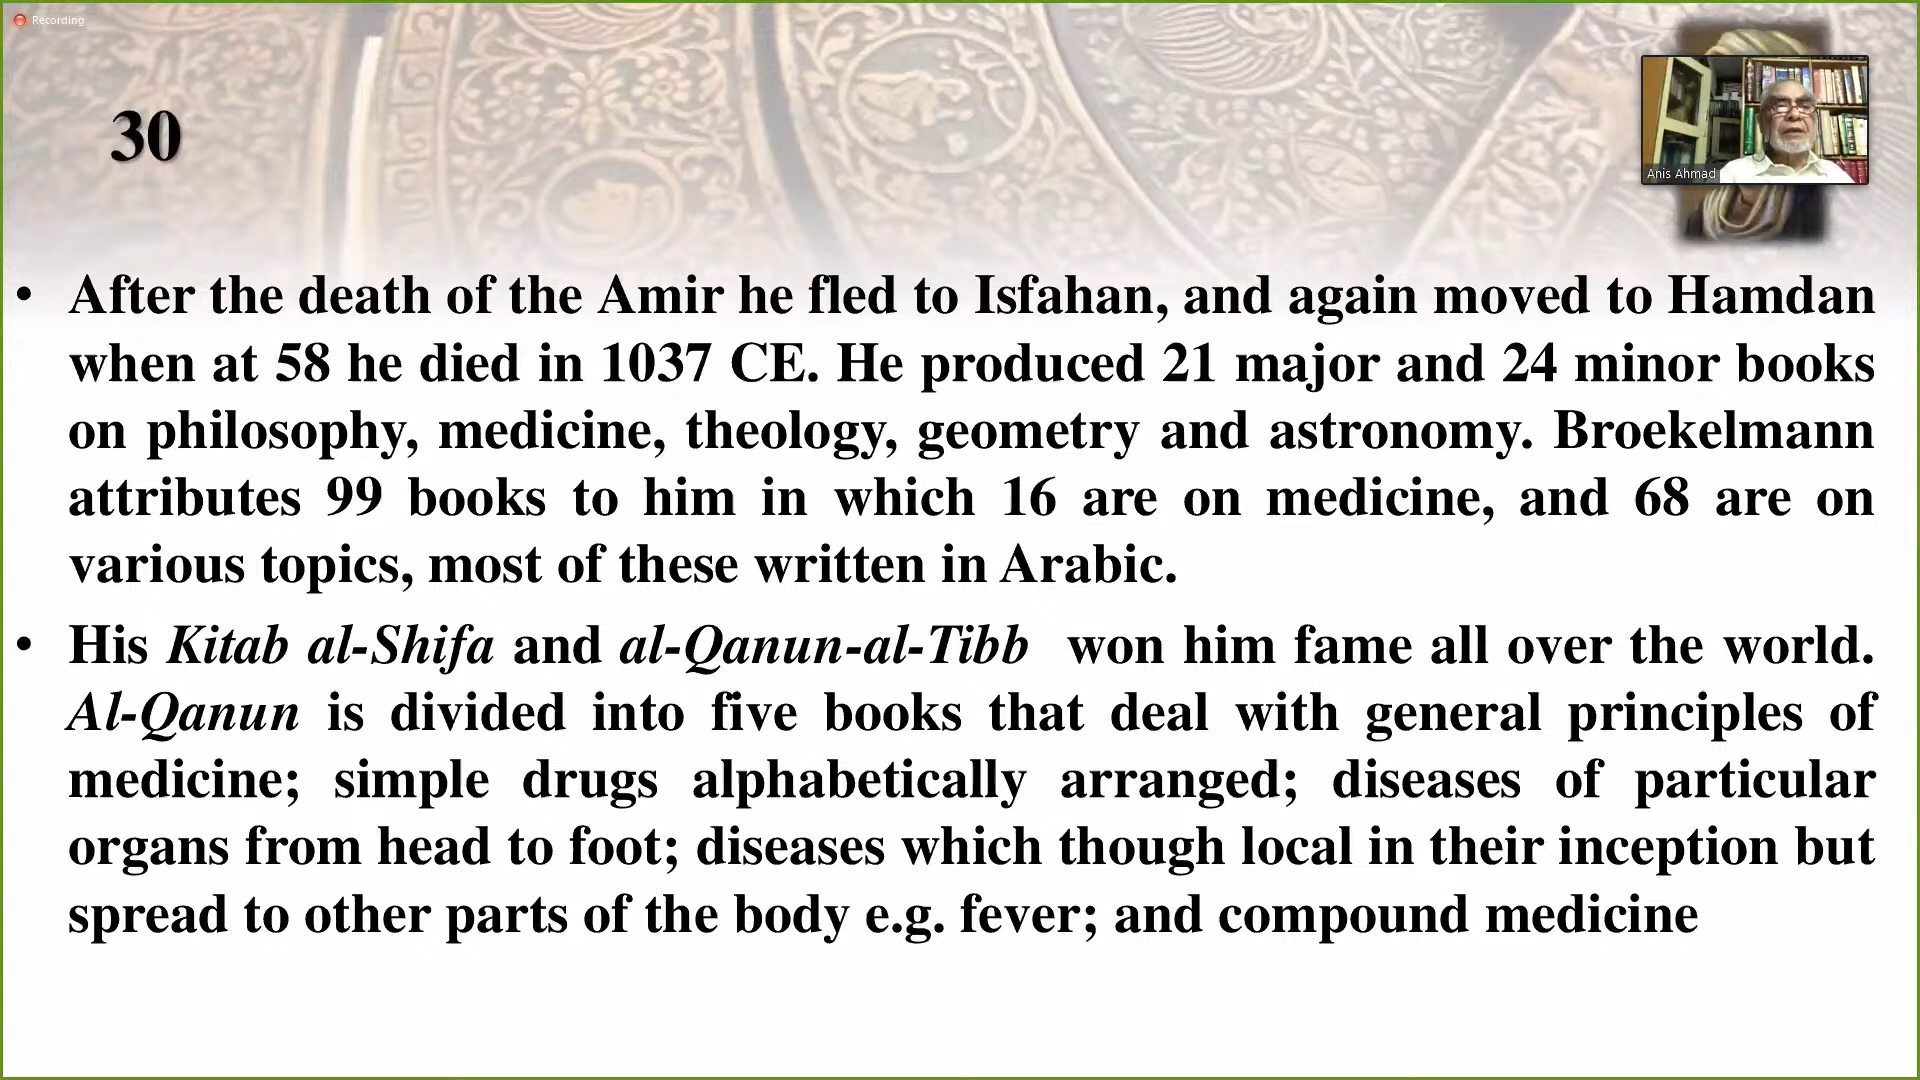 Recording
Anis Ahmad
30
• After the death of the Amir he fled to Isfahan, and again moved to Hamdan
when at 58 he died in 1037 CE. He produced 21 major and 24 minor books
on philosophy, medicine, theology, geometry and astronomy. Broekelmann
attributes 99 books to him in which 16 are on medicine, and 68 are on
various topics, most of these written in Arabic.
• His Kitab al-Shifa and al-Qanun-al-Tibb won him fame all over the world.
Al-Qanun is divided into five books that deal with general principles of
medicine; simple drugs alphabetically arranged; diseases of particular
organs from head to foot; diseases which though local in their inception but
spread to other parts of the body e.g. fever; and compound medicine